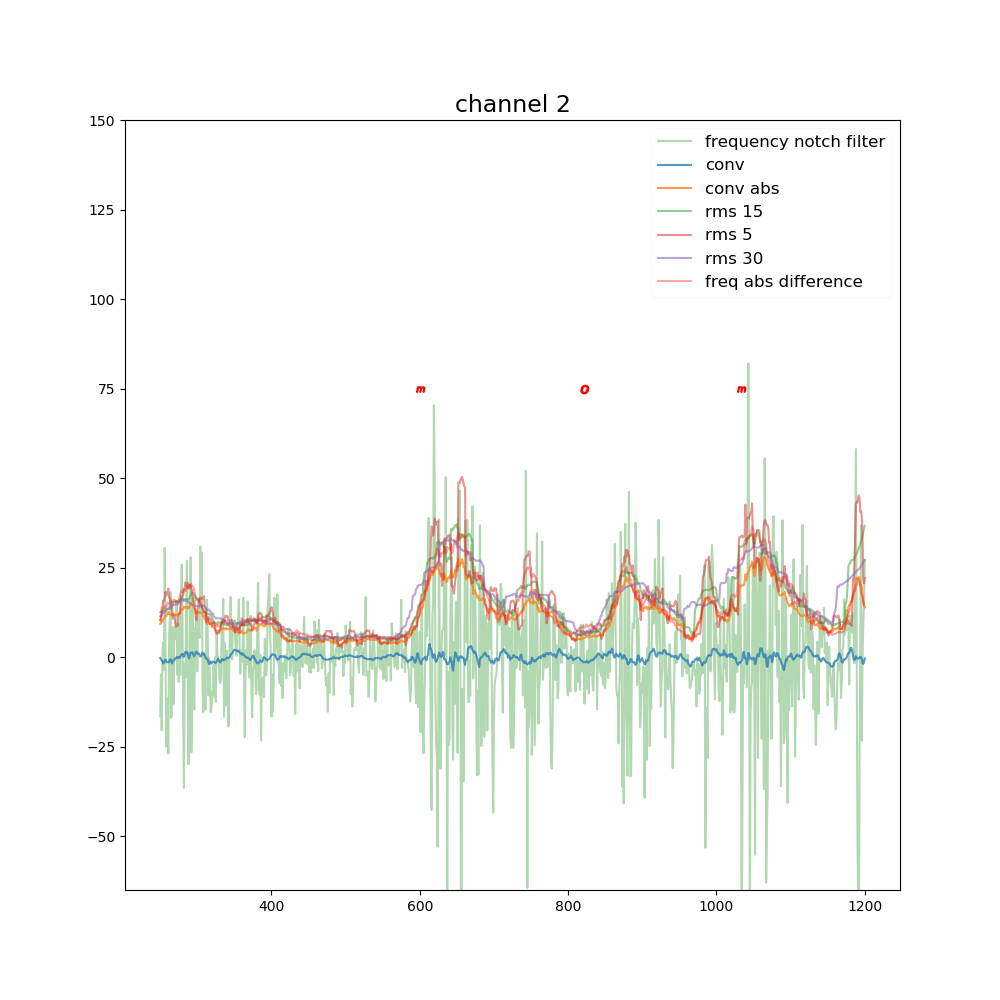 channel 2
150
frequency notch filter
conv
conv abs
rms 15
rms 5
rms 30
freq abs difference
125
100
75
m o m
50
25
0
−25
−50
400 600 800 1000 1200